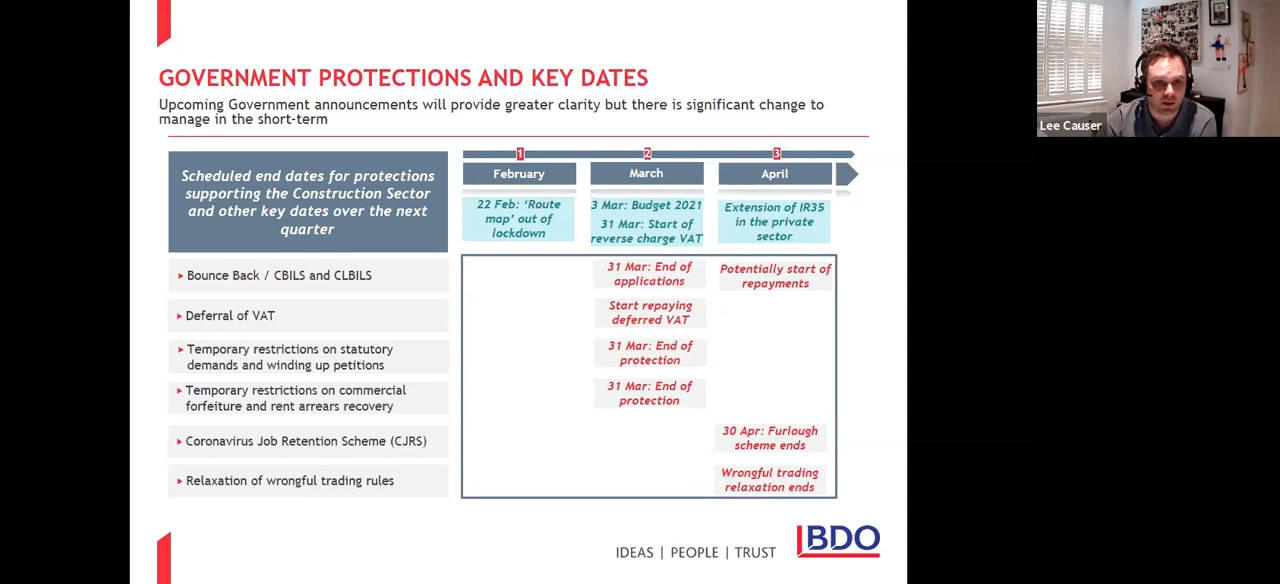 GOVERNMENT PROTECTIONS AND KEY DATES
Upcoming Government announcements will provide greater clarity but there is significant change to
manage in the short-term
Scheduled end dates for protections
supporting the Construction Sector
and other key dates over the next
quarter
1
2
3
February
March
April
22 Feb: ‘Route
map’ out of
lockdown
3 Mar: Budget 2021
31 Mar: Start of
reverse charge VAT
Extension of IR35
in the private
sector
Bounce Back / CBILS and CLBILS
31 Mar: End of
applications
Potentially start of
repayments
Deferral of VAT
Start repaying
deferred VAT
Temporary restrictions on statutory
demands and winding up petitions
31 Mar: End of
protection
Temporary restrictions on commercial
forfeiture and rent arrears recovery
31 Mar: End of
protection
Coronavirus Job Retention Scheme (CJRS)
30 Apr: Furlough
scheme ends
Relaxation of wrongful trading rules
Wrongful trading
relaxation ends
IDEAS | PEOPLE | TRUST
BDO
Lee Causer